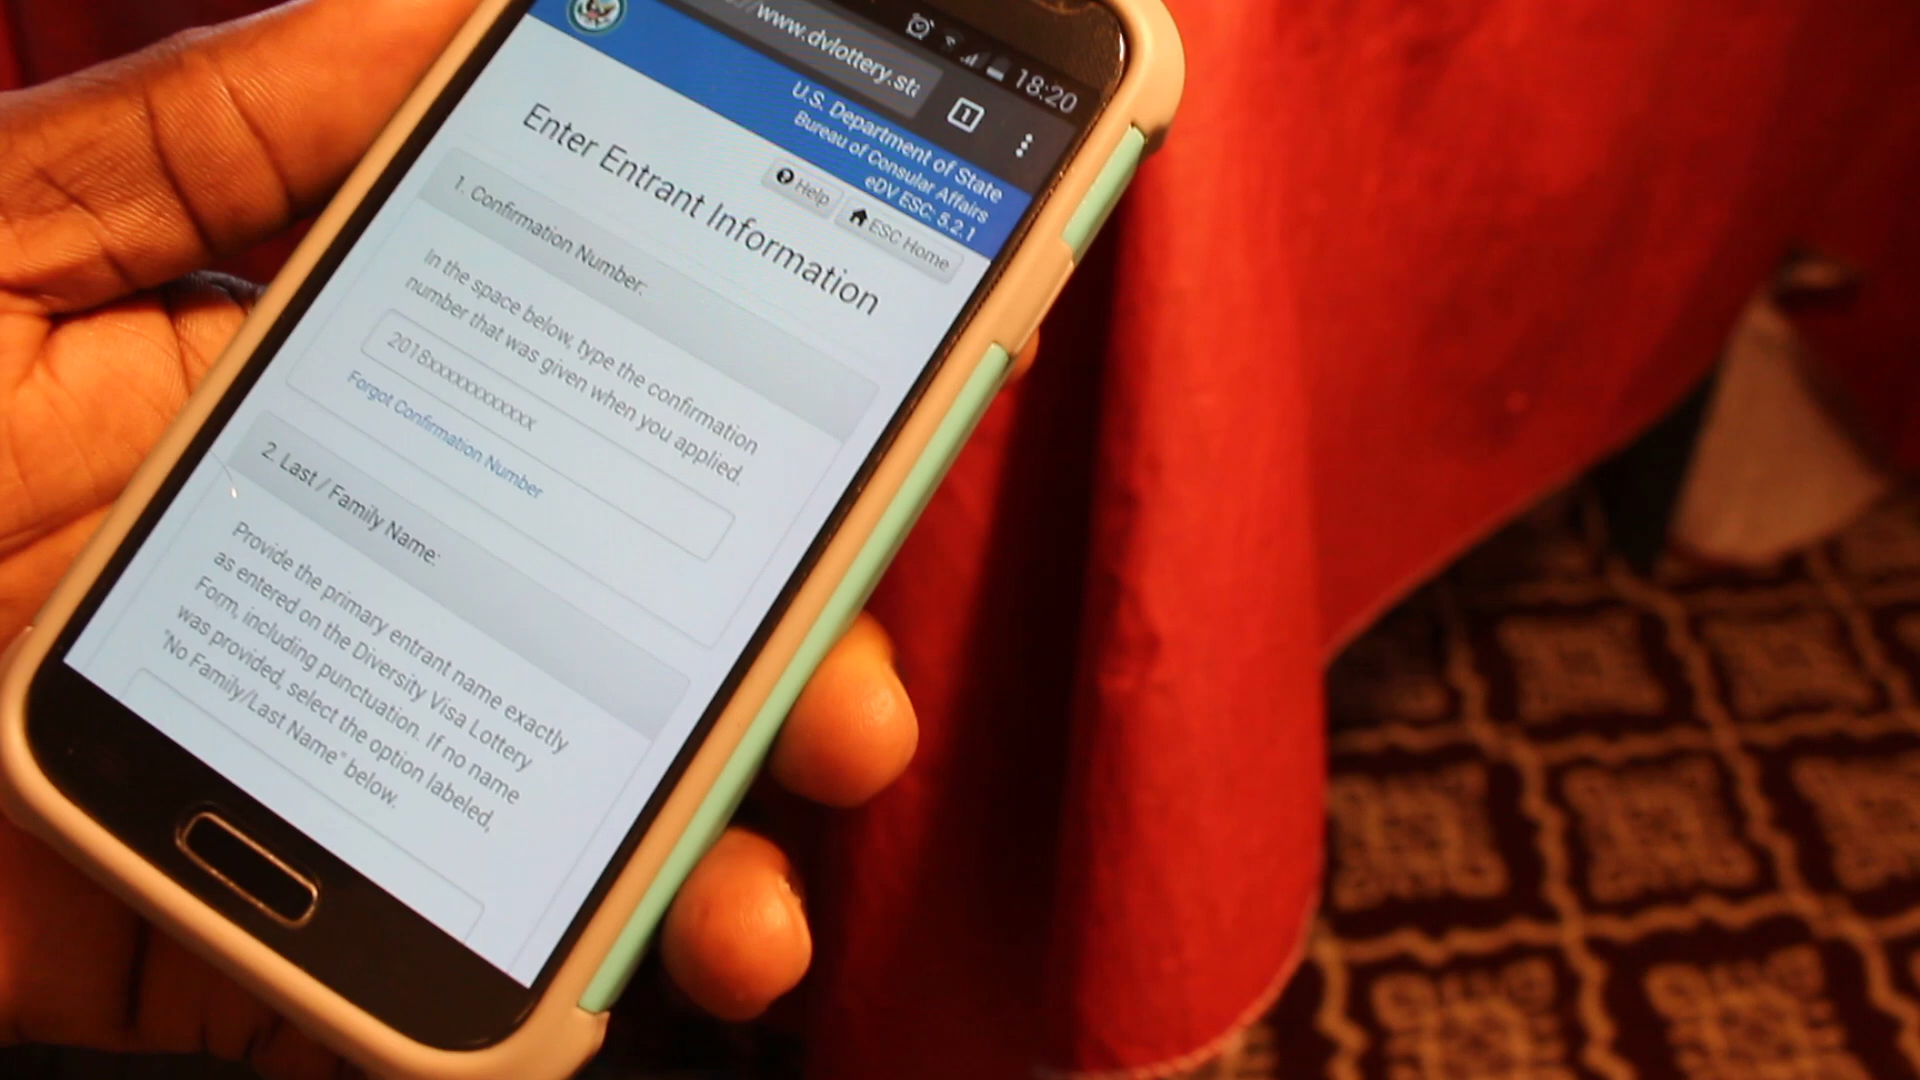 18:20
www.dvlottery.sta
1
U.S. Department of State
Bureau of Consular Affairs
eDV ESC: 5.2.1
Help
ESC Home
Enter Entrant Information
1. Confirmation Number:
In the space below, type the confirmation
number that was given when you applied.
2018xxxxxxxxxxxx
Forgot Confirmation Number
2. Last / Family Name:
Provide the primary entrant name exactly
as entered on the Diversity Visa Lottery
Form, including punctuation. If no name
was provided, select the option labeled,
"No Family/Last Name" below.